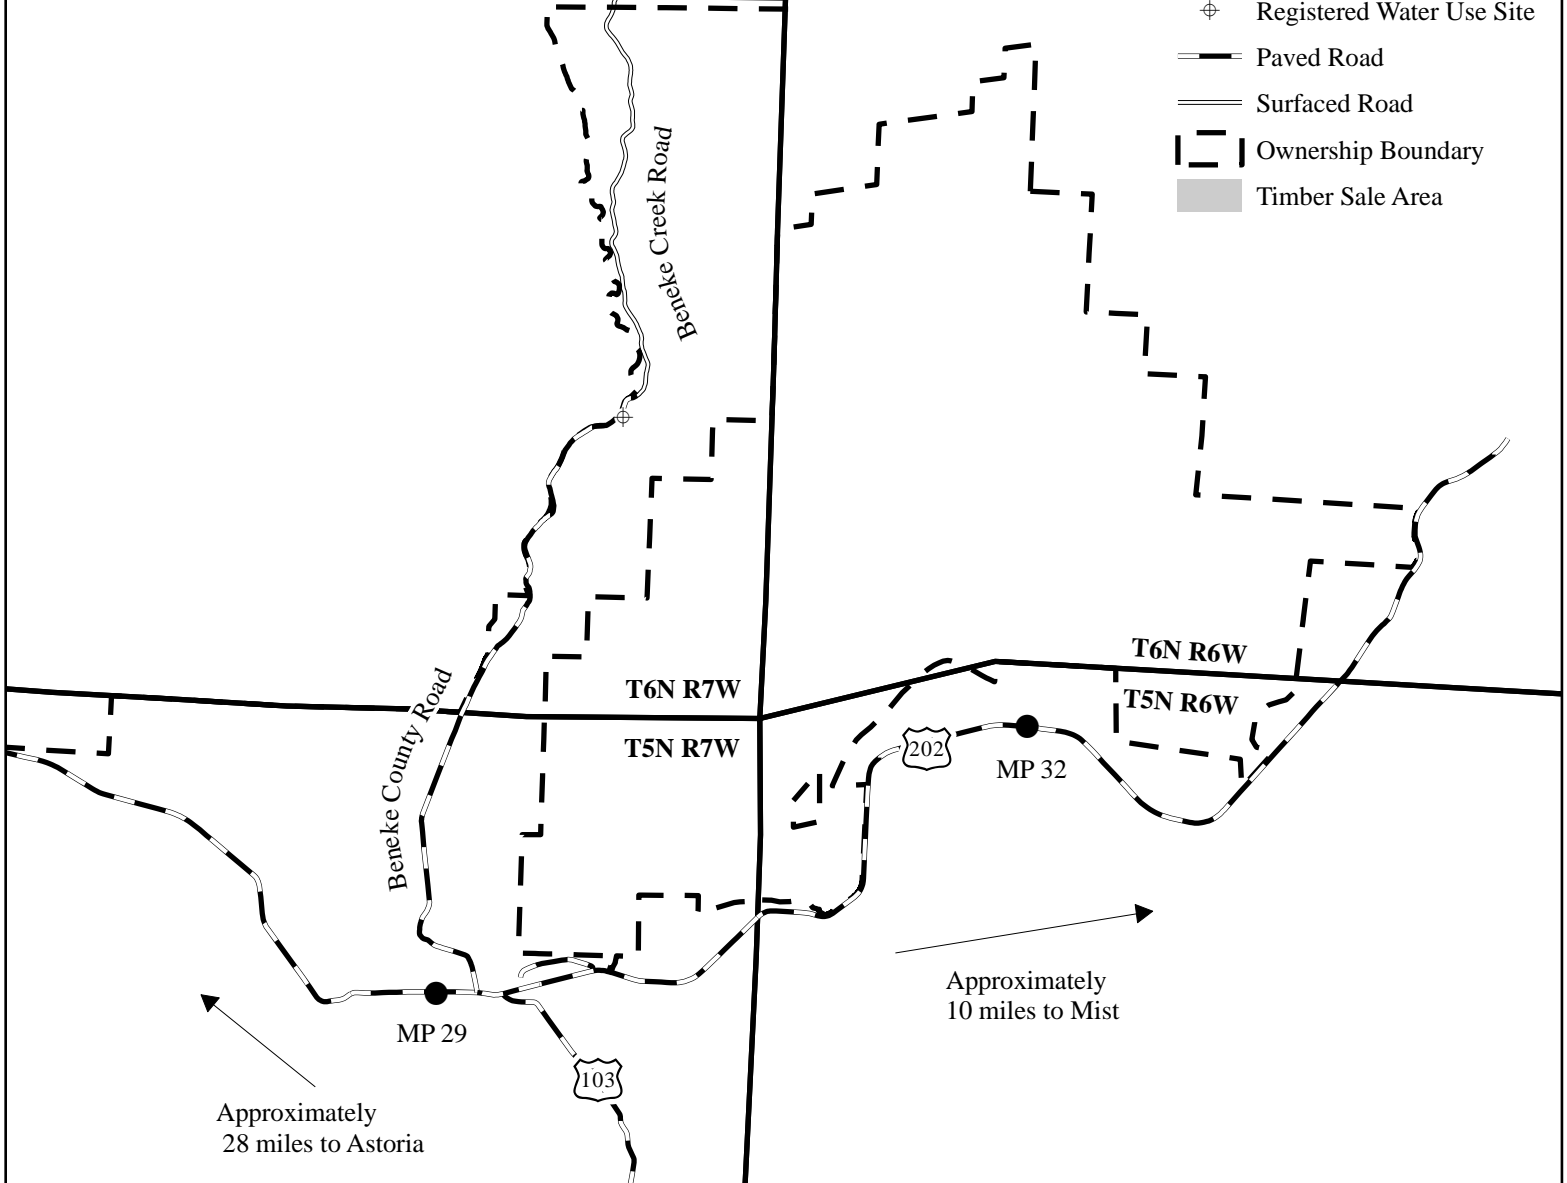 Registered Water Use Site
Paved Road
Surfaced Road
Ownership Boundary
Timber Sale Area
Beneke Creek Road
T6N R6W
T6N R7W
T5N R6W
T5N R7W
202
MP 32
Beneke County Road
Approximately
10 miles to Mist
MP 29
103
Approximately
28 miles to Astoria